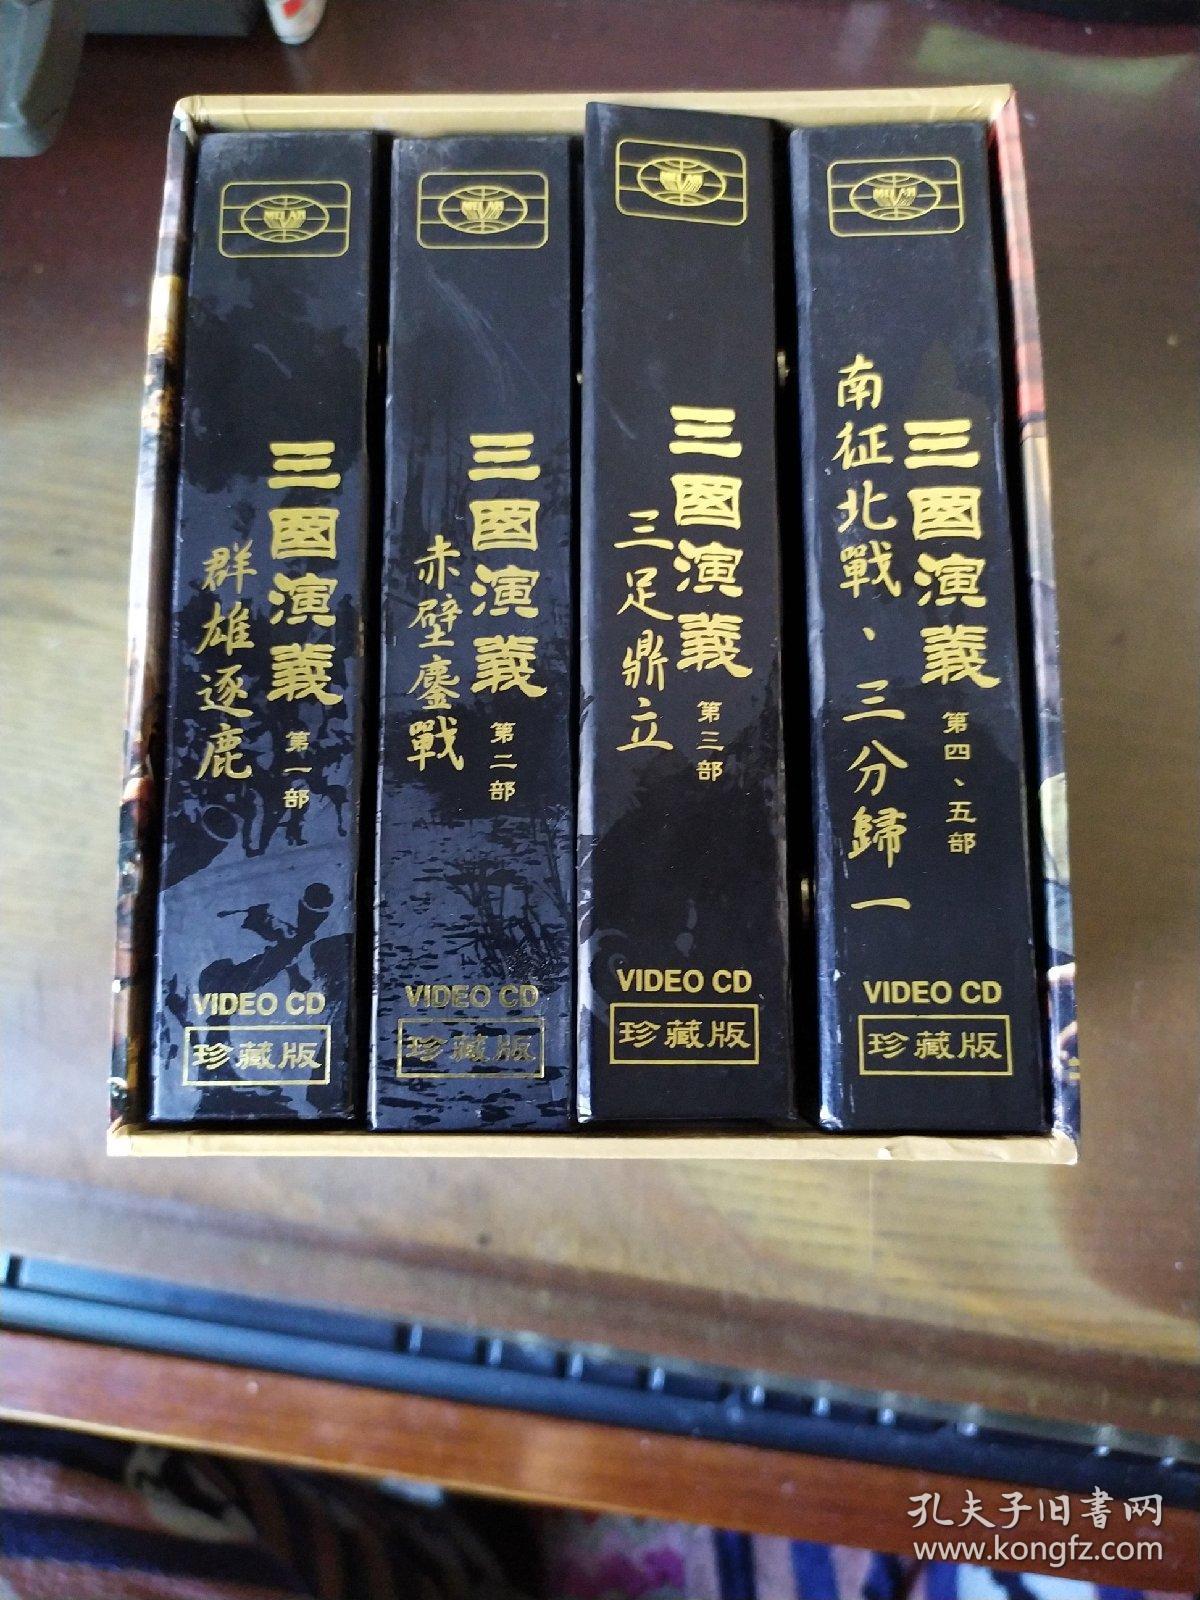 三國演義
第一部
群雄逐鹿
VIDEO CD
珍藏版
三國演義
第二部
赤壁鏖戰
VIDEO CD
珍藏版
三國演義
第三部
三足鼎立
VIDEO CD
珍藏版
三國演義
第四、五部
南征北戰、三分歸一
VIDEO CD
珍藏版
孔夫子旧书网
www.kongfz.com